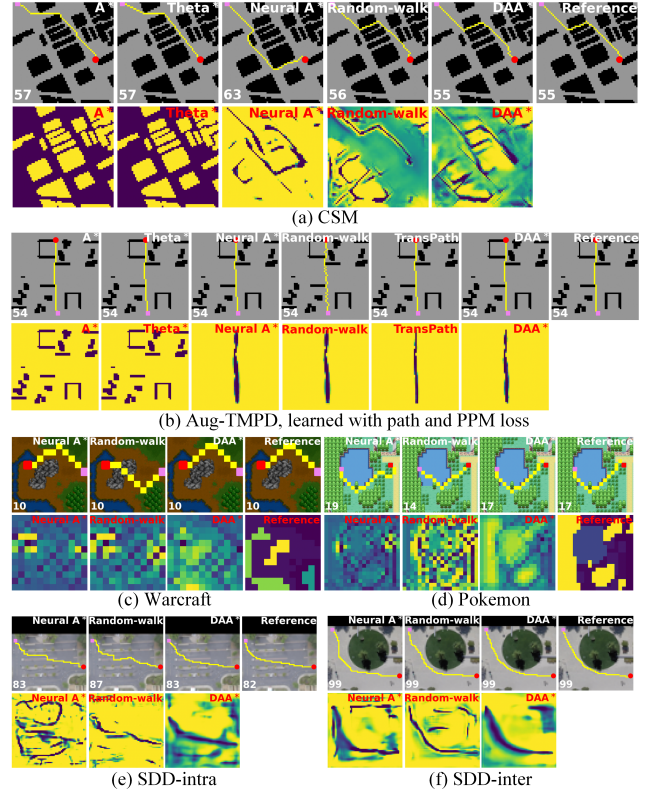 A* Theta* Neural A* Random-walk DAA* Reference
57 57 63 56 55 55
A* Theta* Neural A* Random-walk DAA*
(a) CSM
A* Theta* Neural A* Random-walk TransPath DAA* Reference
54 54 54 54 54 54 54
A* Theta* Neural A* Random-walk TransPath DAA*
(b) Aug-TMPD, learned with path and PPM loss
Neural A* Random-walk DAA* Reference Neural A* Random-walk DAA* Reference
10 10 10 10 19 14 17 17
Neural A* Random-walk DAA* Reference Neural A* Random-walk DAA* Reference
(c) Warcraft (d) Pokemon
Neural A* Random-walk DAA* Reference Neural A* Random-walk DAA* Reference
83 87 83 82 99 99 99 99
Neural A* Random-walk DAA* Neural A* Random-walk DAA*
(e) SDD-intra (f) SDD-inter